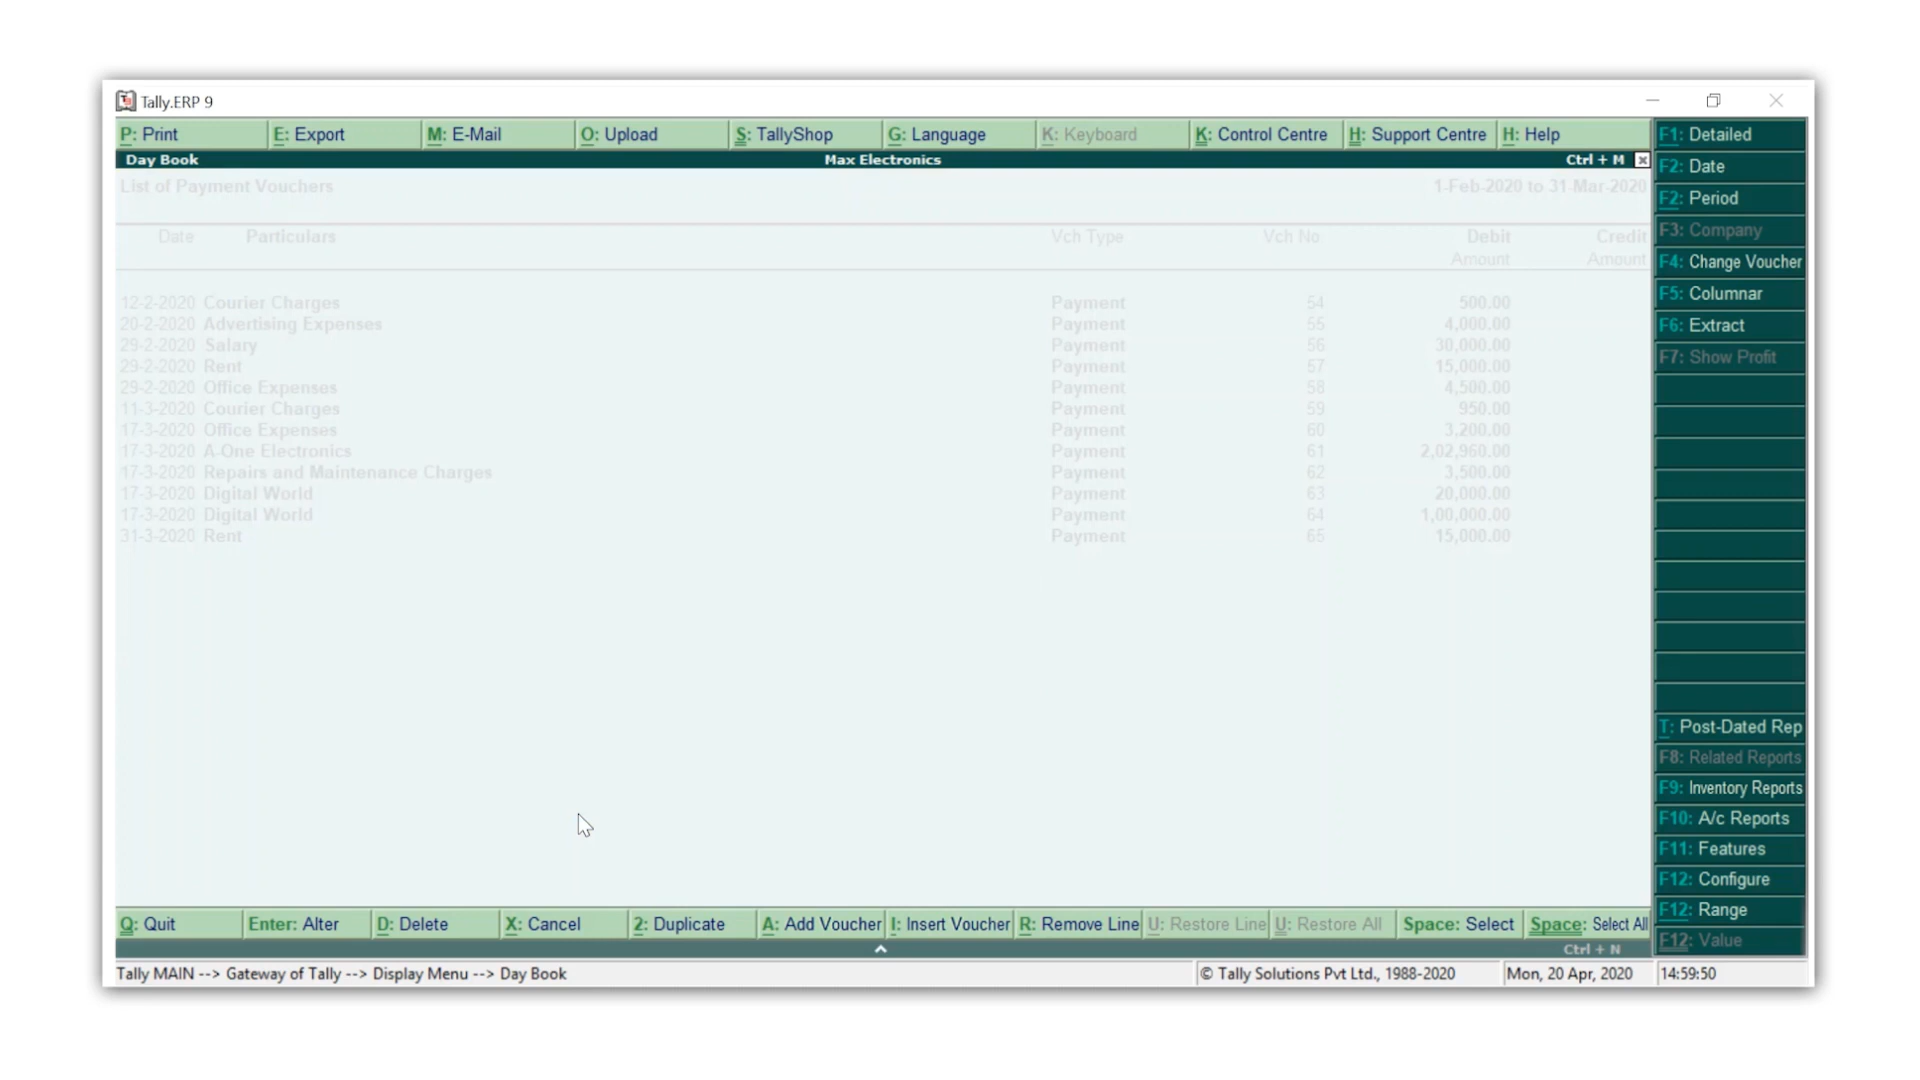 Tally.ERP 9
P: Print E: Export M: E-Mail O: Upload S: TallyShop G: Language K: Keyboard K: Control Centre H: Support Centre H: Help
Day Book Max Electronics Ctrl + M
List of Payment Vouchers 1-Feb-2020 to 31-Mar-2020
Date Particulars Vch Type Vch No. Debit Credit
Amount Amount
12-2-2020 Courier Charges Payment 54 500.00
20-2-2020 Advertising Expenses Payment 55 4,000.00
29-2-2020 Salary Payment 56 30,000.00
29-2-2020 Rent Payment 57 15,000.00
29-2-2020 Office Expenses Payment 58 4,500.00
11-3-2020 Courier Charges Payment 59 950.00
17-3-2020 Office Expenses Payment 60 3,200.00
17-3-2020 A-One Electronics Payment 61 2,02,960.00
17-3-2020 Repairs and Maintenance Charges Payment 62 3,500.00
17-3-2020 Digital World Payment 63 20,000.00
17-3-2020 Digital World Payment 64 1,00,000.00
31-3-2020 Rent Payment 65 15,000.00
F1: Detailed
F2: Date
F2: Period
F3: Company
F4: Change Voucher
F5: Columnar
F6: Extract
F7: Show Profit
T: Post-Dated Rep
F8: Related Reports
F9: Inventory Reports
F10: A/c Reports
F11: Features
F12: Configure
F12: Range
F12: Value
Q: Quit Enter: Alter D: Delete X: Cancel 2: Duplicate A: Add Voucher I: Insert Voucher R: Remove Line U: Restore Line U: Restore All Space: Select Space: Select All
Ctrl + N
Tally MAIN --> Gateway of Tally --> Display Menu --> Day Book © Tally Solutions Pvt Ltd., 1988-2020 Mon, 20 Apr, 2020 14:59:50